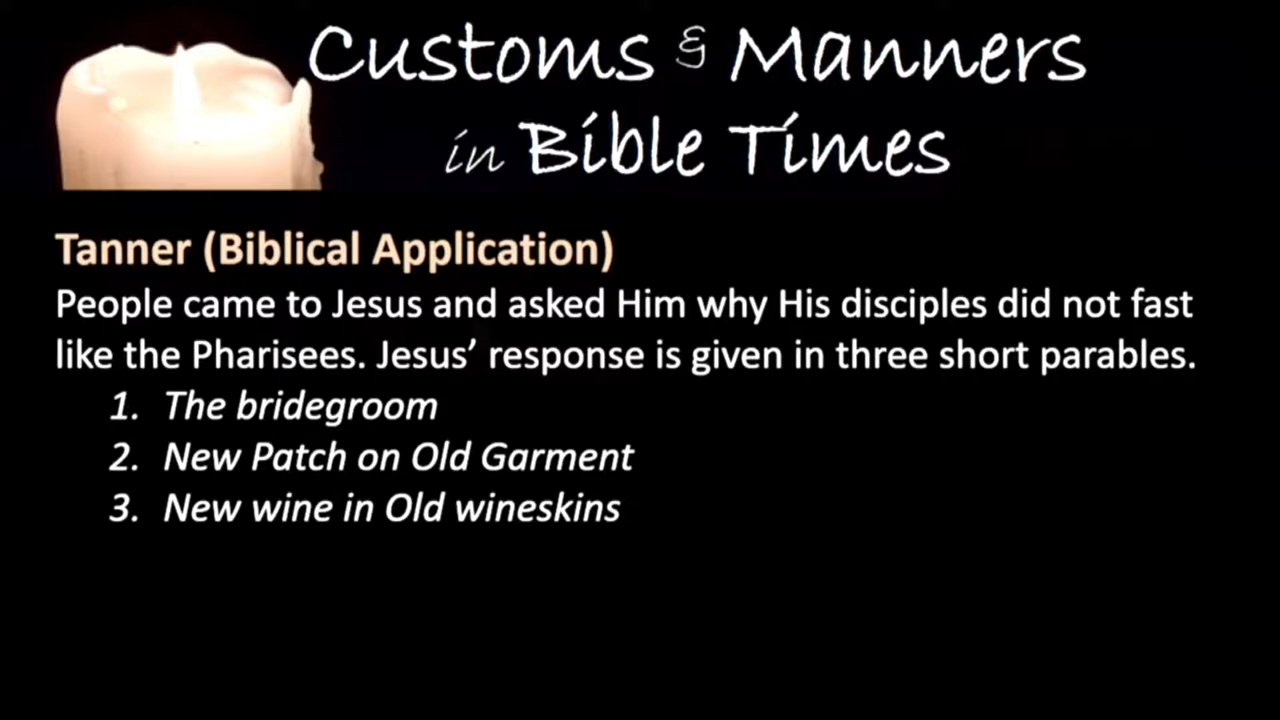 Customs & Manners
in Bible Times
Tanner (Biblical Application)
People came to Jesus and asked Him why His disciples did not fast
like the Pharisees. Jesus’ response is given in three short parables.
1. The bridegroom
2. New Patch on Old Garment
3. New wine in Old wineskins